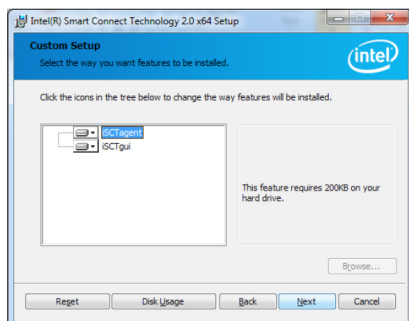 Intel(R) Smart Connect Technology 2.0 x64 Setup
Custom Setup
Select the way you want features to be installed.
intel
Click the icons in the tree below to change the way features will be installed.
iSCTagent
iSCTgui
This feature requires 200KB on your
hard drive.
Browse...
Reset Disk Usage Back Next Cancel